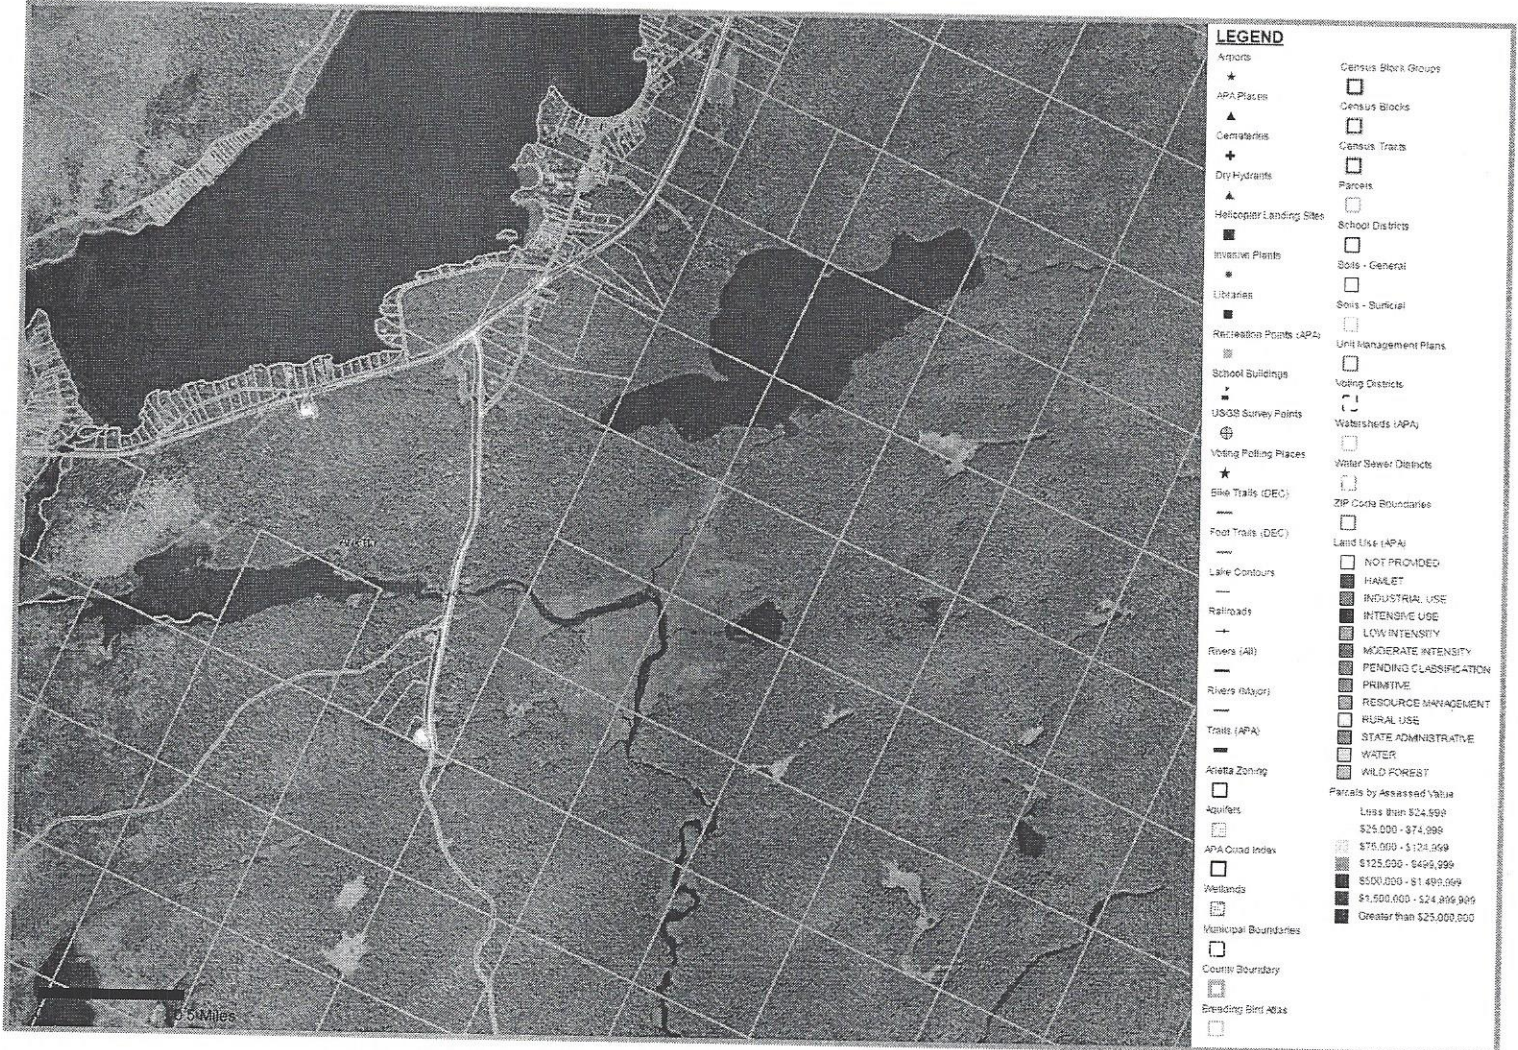 LEGEND
Airports
APA Places
Cemeteries
Dry Hydrants
Helicopter Landing Sites
Invasive Plants
Libraries
Recreation Points (APA)
School Buildings
USGS Survey Points
Voting Polling Places
Bike Trails (DEC)
Foot Trails (DEC)
Lake Contours
Railroads
Rivers (All)
Rivers (Major)
Trails (APA)
Arietta Zoning
Aquifers
APA Quad Index
Wetlands
Municipal Boundaries
County Boundary
Breeding Bird Atlas
Census Block Groups
Census Blocks
Census Tracts
Parcels
School Districts
Soils - General
Soils - Surficial
Unit Management Plans
Voting Districts
Watersheds (APA)
Water Sewer Districts
ZIP Code Boundaries
Land Use (APA)
NOT PROVIDED
HAMLET
INDUSTRIAL USE
INTENSIVE USE
LOW INTENSITY
MODERATE INTENSITY
PENDING CLASSIFICATION
PRIMITIVE
RESOURCE MANAGEMENT
RURAL USE
STATE ADMINISTRATIVE
WATER
WILD FOREST
Parcels by Assessed Value
Less than $24,999
$25,000 - $74,999
$75,000 - $124,999
$125,000 - $499,999
$500,000 - $1,499,999
$1,500,000 - $24,999,999
Greater than $25,000,000
0.5 Miles